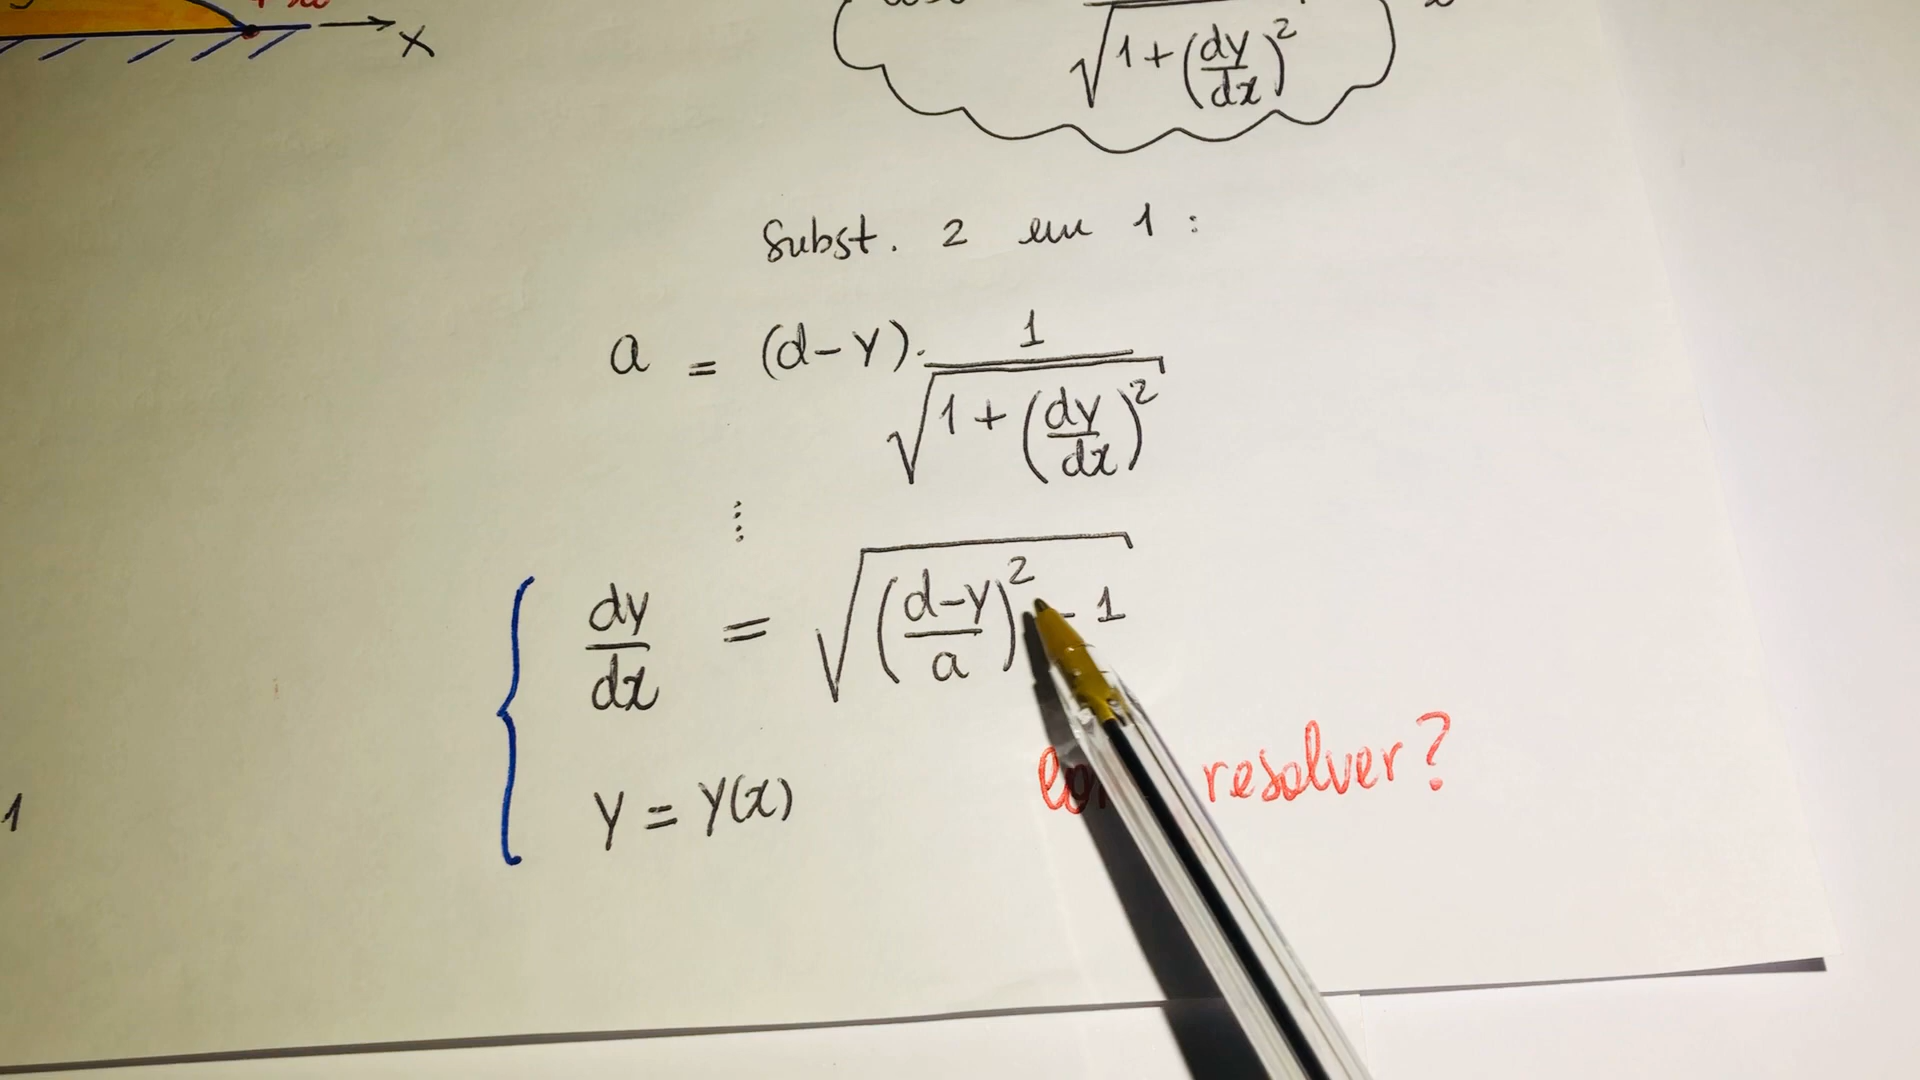 X
√(1 + (dy/dx)²)
Subst. 2 em 1 :
a = (d-y) . 1/√(1 + (dy/dx)²)
⋮
dy/dx = √(((d-y)/a)² - 1)
y = y(x)
resolver?
1